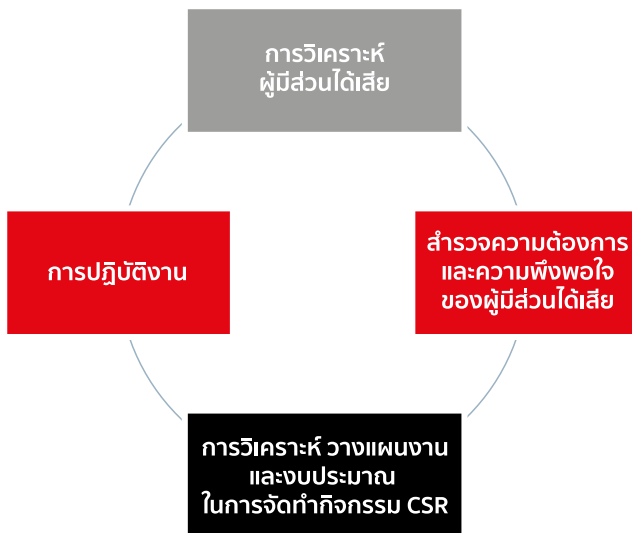 การวิเคราะห์
ผู้มีส่วนได้เสีย
สำรวจความต้องการ
และความพึงพอใจ
ของผู้มีส่วนได้เสีย
การวิเคราะห์ วางแผนงาน
และงบประมาณ
ในการจัดทำกิจกรรม CSR
การปฏิบัติงาน